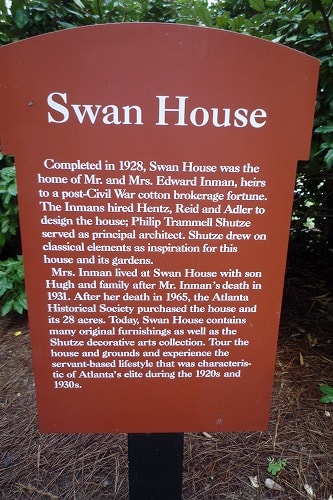 Swan House
Completed in 1928, Swan House was the
home of Mr. and Mrs. Edward Inman, heirs
to a post-Civil War cotton brokerage fortune.
The Inmans hired Hentz, Reid and Adler to
design the house; Philip Trammell Shutze
served as principal architect. Shutze drew on
classical elements as inspiration for this
house and its gardens.
Mrs. Inman lived at Swan House with son
Hugh and family after Mr. Inman's death in
1931. After her death in 1965, the Atlanta
Historical Society purchased the house and
its 28 acres. Today, Swan House contains
many original furnishings as well as the
Shutze decorative arts collection. Tour the
house and grounds and experience the
servant-based lifestyle that was characteris-
tic of Atlanta's elite during the 1920s and
1930s.